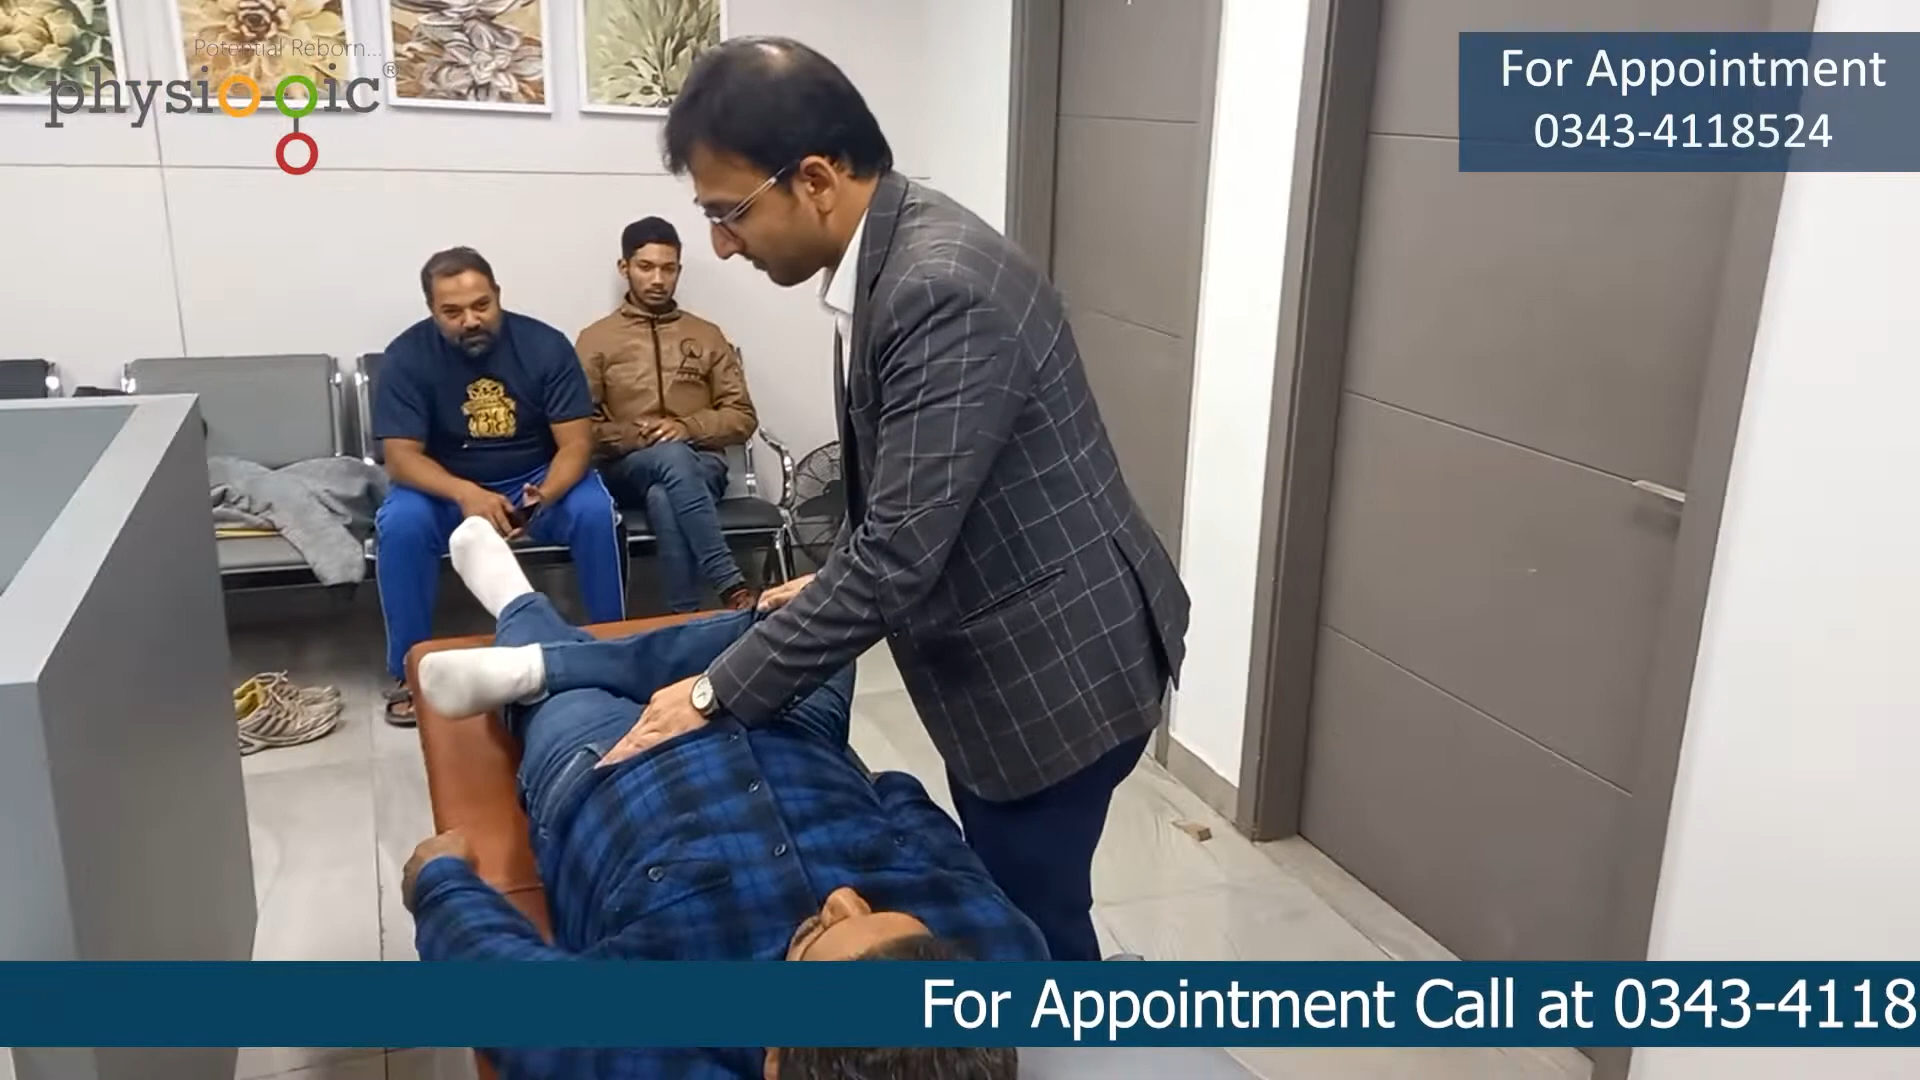 Potential Reborn...
physiologic®
For Appointment
0343-4118524
For Appointment Call at 0343-4118